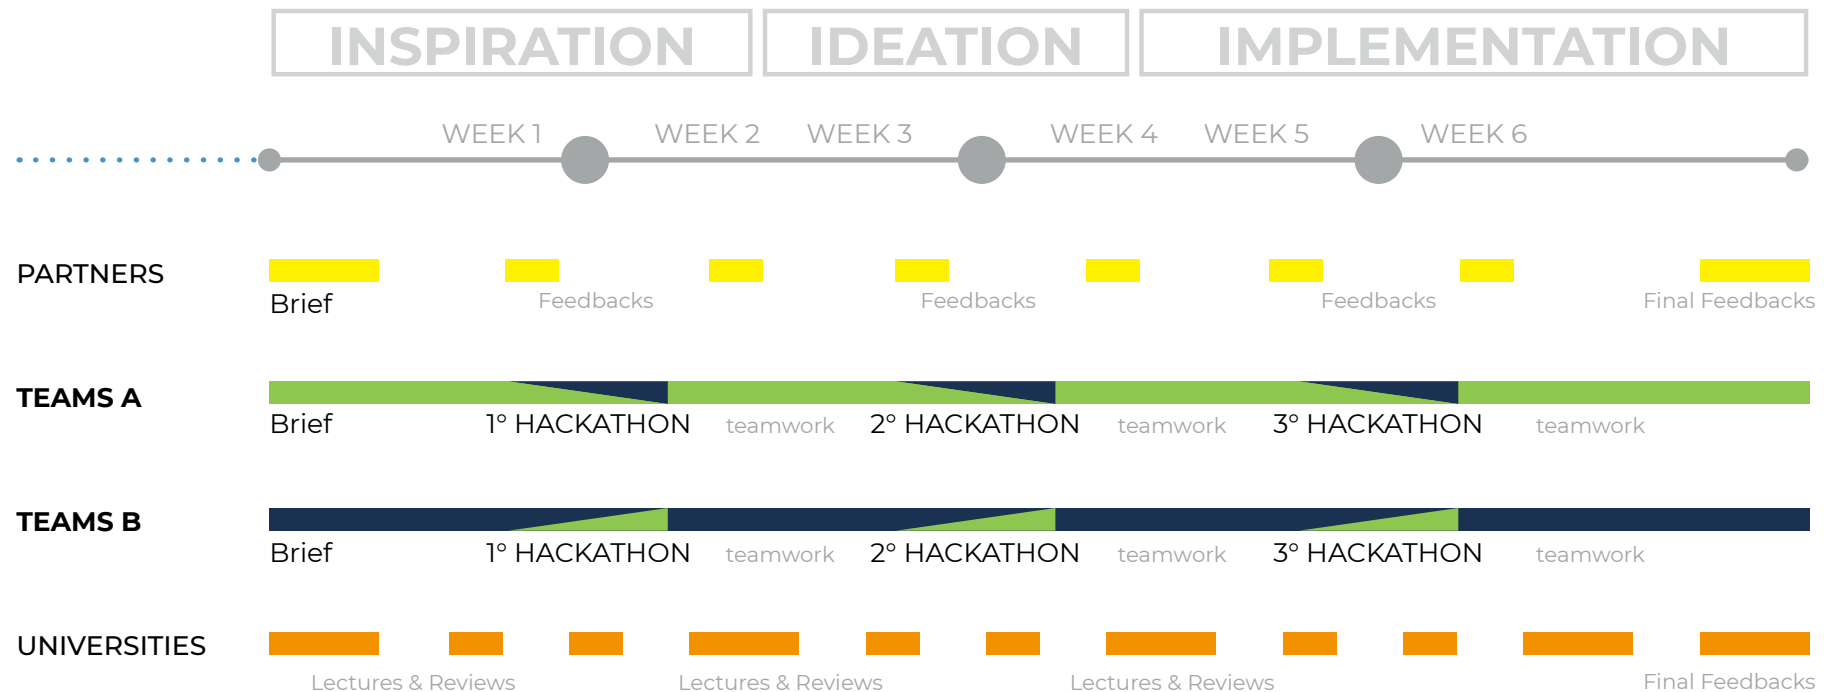 INSPIRATION IDEATION IMPLEMENTATION
WEEK 1 WEEK 2 WEEK 3 WEEK 4 WEEK 5 WEEK 6
PARTNERS
Brief Feedbacks Feedbacks Feedbacks Final Feedbacks
TEAMS A
Brief 1° HACKATHON teamwork 2° HACKATHON teamwork 3° HACKATHON teamwork
TEAMS B
Brief 1° HACKATHON teamwork 2° HACKATHON teamwork 3° HACKATHON teamwork
UNIVERSITIES
Lectures & Reviews Lectures & Reviews Lectures & Reviews Final Feedbacks